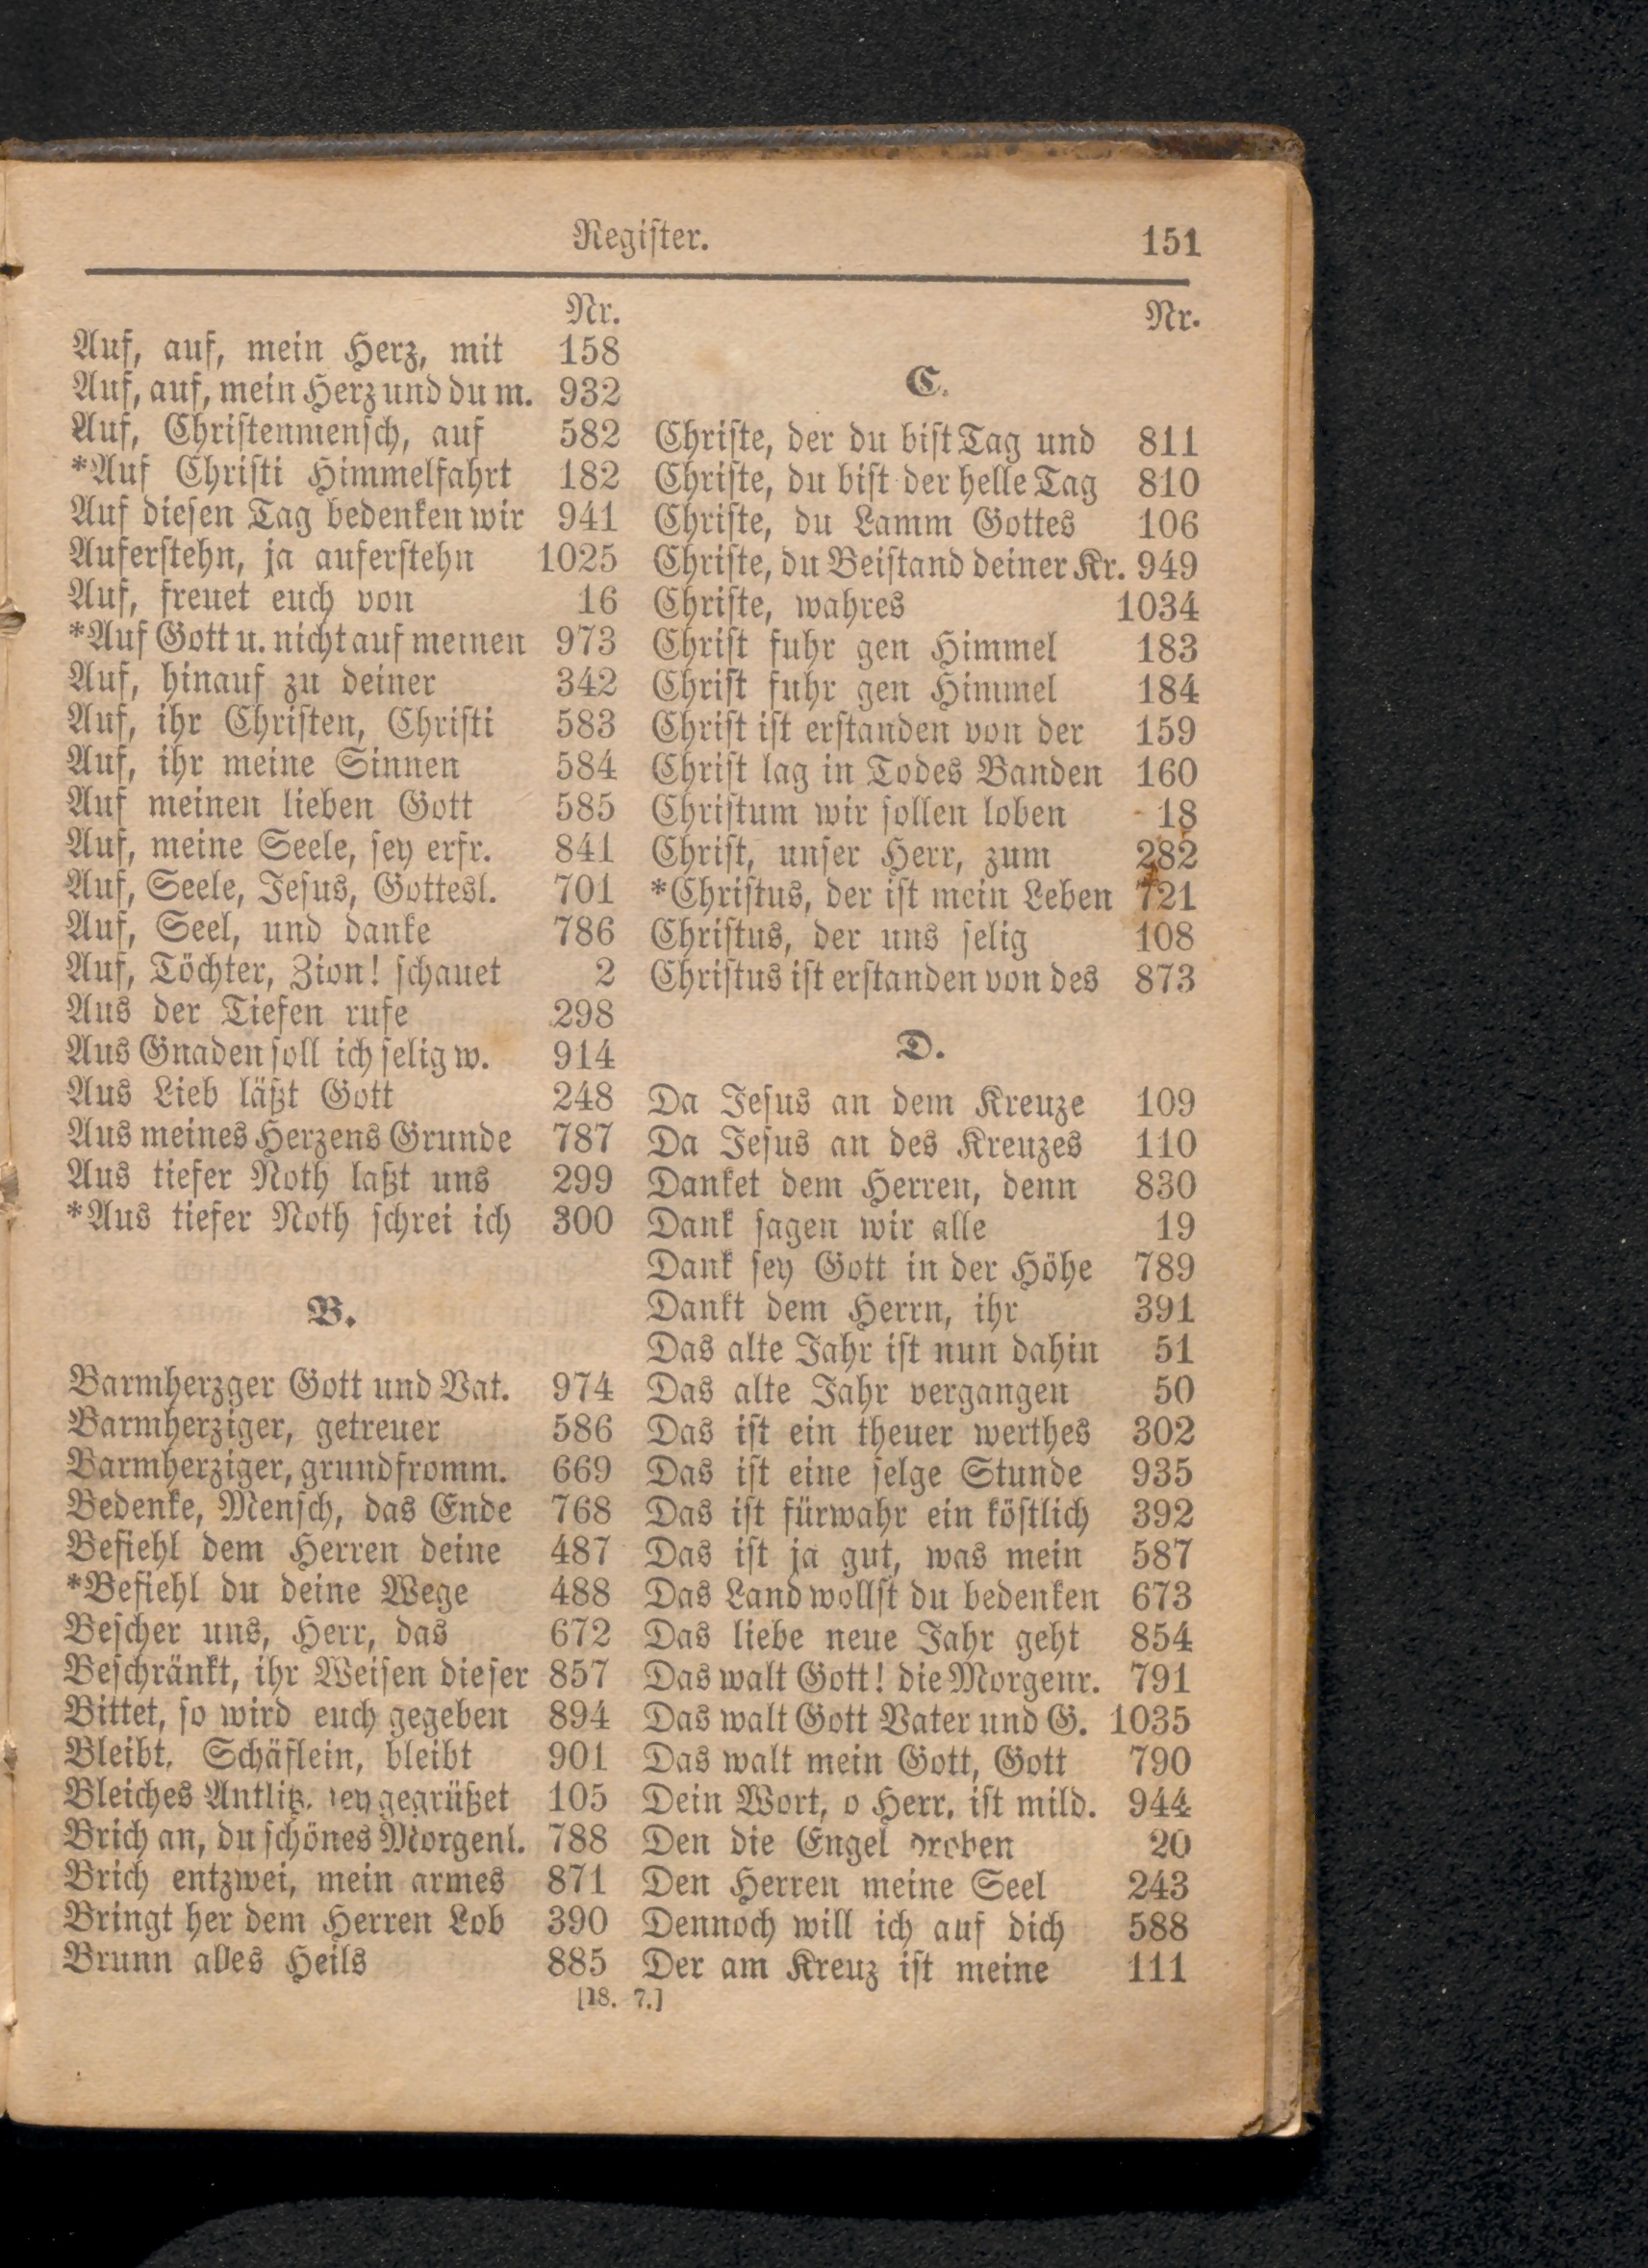 Register.
151
Nr.
Auf, auf, mein Herz, mit 158
Auf, auf, mein Herz und du m. 932
Auf, Christenmensch, auf 582
*Auf Christi Himmelfahrt 182
Auf diesen Tag bedenken wir 941
Auferstehn, ja auferstehn 1025
Auf, freuet euch von 16
*Auf Gott u. nicht auf meinen 973
Auf, hinauf zu deiner 342
Auf, ihr Christen, Christi 583
Auf, ihr meine Sinnen 584
Auf meinen lieben Gott 585
Auf, meine Seele, sey erfr. 841
Auf, Seele, Jesus, Gottesl. 701
Auf, Seel, und danke 786
Auf, Töchter, Zion! schauet 2
Aus der Tiefen rufe 298
Aus Gnaden soll ich selig w. 914
Aus Lieb läßt Gott 248
Aus meines Herzens Grunde 787
Aus tiefer Noth laßt uns 299
*Aus tiefer Noth schrei ich 300
B.
Barmherzger Gott und Vat. 974
Barmherziger, getreuer 586
Barmherziger, grundfromm. 669
Bedenke, Mensch, das Ende 768
Befiehl dem Herren deine 487
*Befiehl du deine Wege 488
Bescher uns, Herr, das 672
Beschränkt, ihr Weisen dieser 857
Bittet, so wird euch gegeben 894
Bleibt, Schäflein, bleibt 901
Bleiches Antlitz, sey gegrüßet 105
Brich an, du schönes Morgenl. 788
Brich entzwei, mein armes 871
Bringt her dem Herren Lob 390
Brunn alles Heils 885
Nr.
C.
Christe, der du bist Tag und 811
Christe, du bist der helle Tag 810
Christe, du Lamm Gottes 106
Christe, du Beistand deiner Kr. 949
Christe, wahres 1034
Christ fuhr gen Himmel 183
Christ fuhr gen Himmel 184
Christ ist erstanden von der 159
Christ lag in Todes Banden 160
Christum wir sollen loben 18
Christ, unser Herr, zum 282
*Christus, der ist mein Leben 721
Christus, der uns selig 108
Christus ist erstanden von des 873
D.
Da Jesus an dem Kreuze 109
Da Jesus an des Kreuzes 110
Danket dem Herren, denn 830
Dank sagen wir alle 19
Dank sey Gott in der Höhe 789
Dankt dem Herrn, ihr 391
Das alte Jahr ist nun dahin 51
Das alte Jahr vergangen 50
Das ist ein theuer werthes 302
Das ist eine selge Stunde 935
Das ist fürwahr ein köstlich 392
Das ist ja gut, was mein 587
Das Land wollst du bedenken 673
Das liebe neue Jahr geht 854
Das walt Gott! die Morgenr. 791
Das walt Gott Vater und G. 1035
Das walt mein Gott, Gott 790
Dein Wort, o Herr, ist mild. 944
Den die Engel droben 20
Den Herren meine Seel 243
Dennoch will ich auf dich 588
Der am Kreuz ist meine 111
[18. 7.]